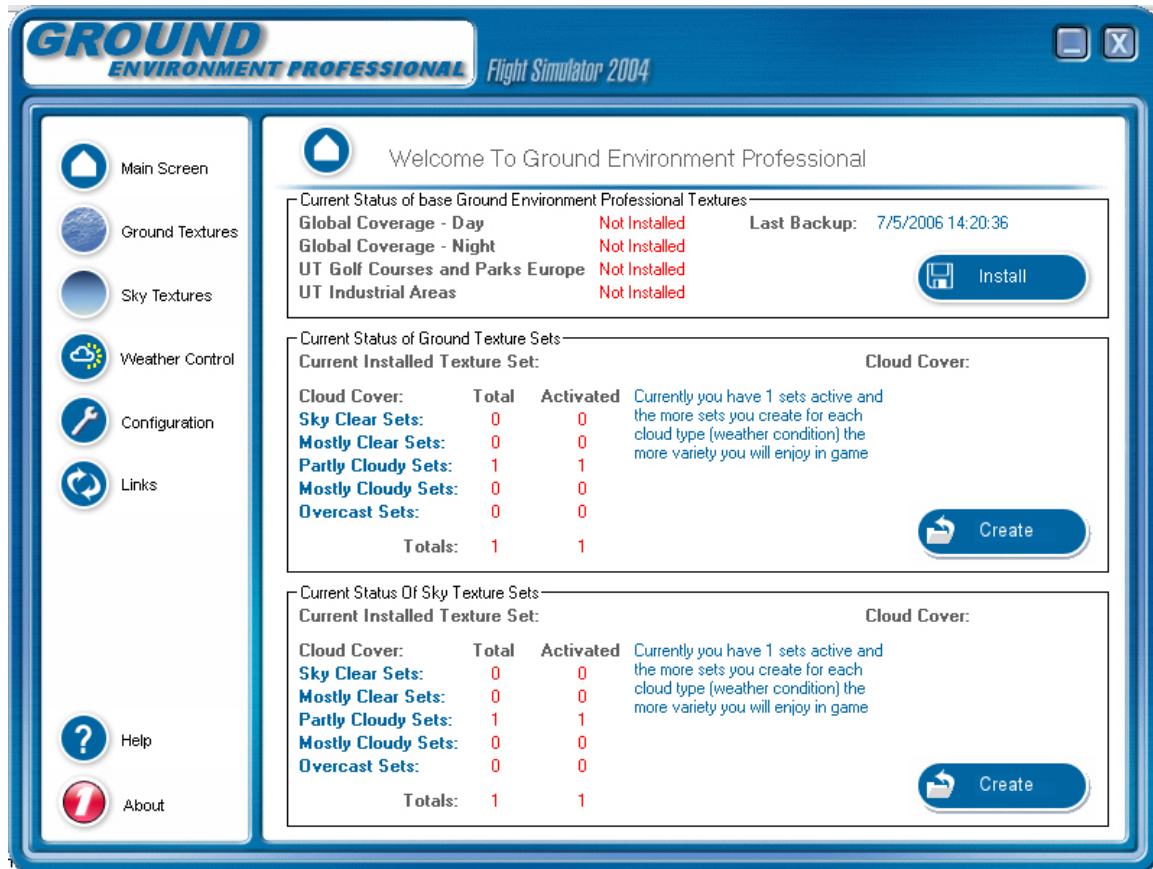 GROUND
ENVIRONMENT PROFESSIONAL
Flight Simulator 2004
X
Main Screen
Ground Textures
Sky Textures
Weather Control
Configuration
Links
Help
About
Welcome To Ground Environment Professional
Current Status of base Ground Environment Professional Textures
Global Coverage - Day Not Installed Last Backup: 7/5/2006 14:20:36
Global Coverage - Night Not Installed
UT Golf Courses and Parks Europe Not Installed
UT Industrial Areas Not Installed
Install
Current Status of Ground Texture Sets
Current Installed Texture Set: Cloud Cover:
Cloud Cover: Total Activated
Sky Clear Sets: 0 0
Mostly Clear Sets: 0 0
Partly Cloudy Sets: 1 1
Mostly Cloudy Sets: 0 0
Overcast Sets: 0 0
Totals: 1 1
Currently you have 1 sets active and
the more sets you create for each
cloud type (weather condition) the
more variety you will enjoy in game
Create
Current Status Of Sky Texture Sets
Current Installed Texture Set: Cloud Cover:
Cloud Cover: Total Activated
Sky Clear Sets: 0 0
Mostly Clear Sets: 0 0
Partly Cloudy Sets: 1 1
Mostly Cloudy Sets: 0 0
Overcast Sets: 0 0
Totals: 1 1
Currently you have 1 sets active and
the more sets you create for each
cloud type (weather condition) the
more variety you will enjoy in game
Create